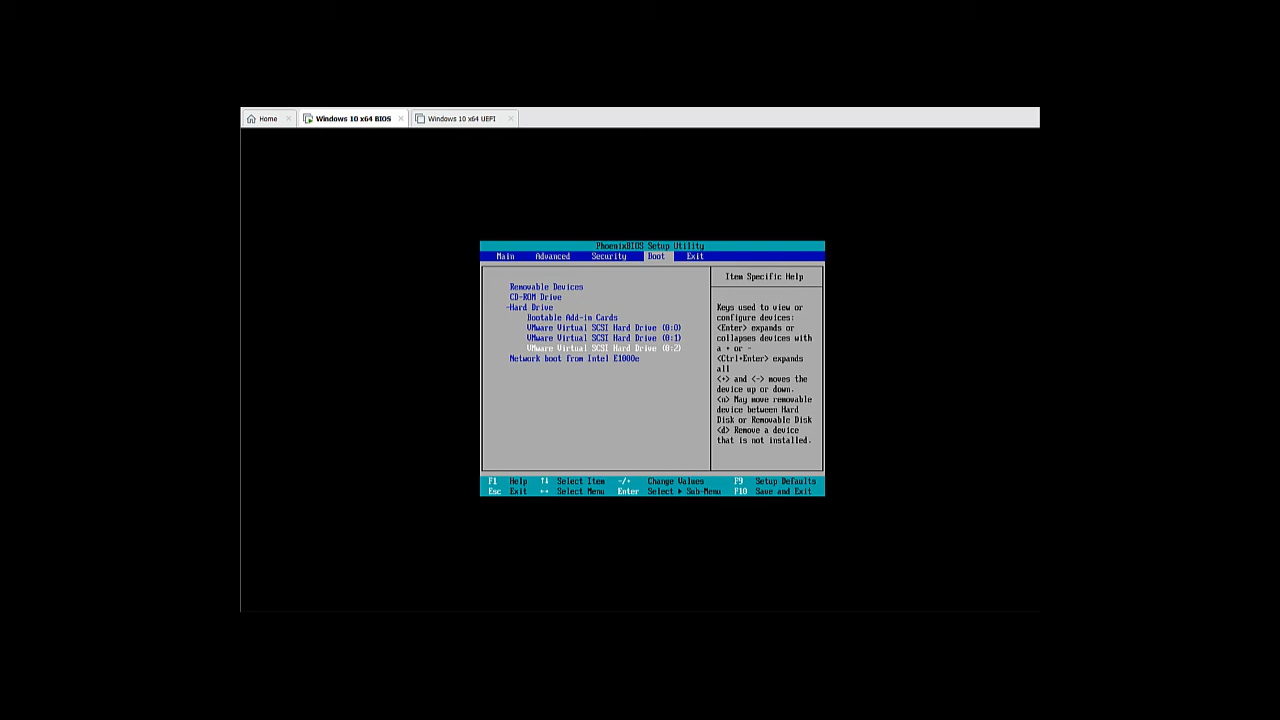 Home
Windows 10 x64 BIOS
Windows 10 x64 UEFI
PhoenixBIOS Setup Utility
Main Advanced Security Boot Exit
Removable Devices
CD-ROM Drive
-Hard Drive
Bootable Add-in Cards
VMware Virtual SCSI Hard Drive (0:0)
VMware Virtual SCSI Hard Drive (0:1)
VMware Virtual SCSI Hard Drive (0:2)
Network boot from Intel E1000e
Item Specific Help
Keys used to view or
configure devices:
<Enter> expands or
collapses devices with
a + or -
<Ctrl+Enter> expands
all
<+> and <-> moves the
device up or down.
<n> May move removable
device between Hard
Disk or Removable Disk
<d> Remove a device
that is not installed.
F1 Help ↑↓ Select Item -/+ Change Values F9 Setup Defaults
Esc Exit ↔ Select Menu Enter Select ▶ Sub-Menu F10 Save and Exit